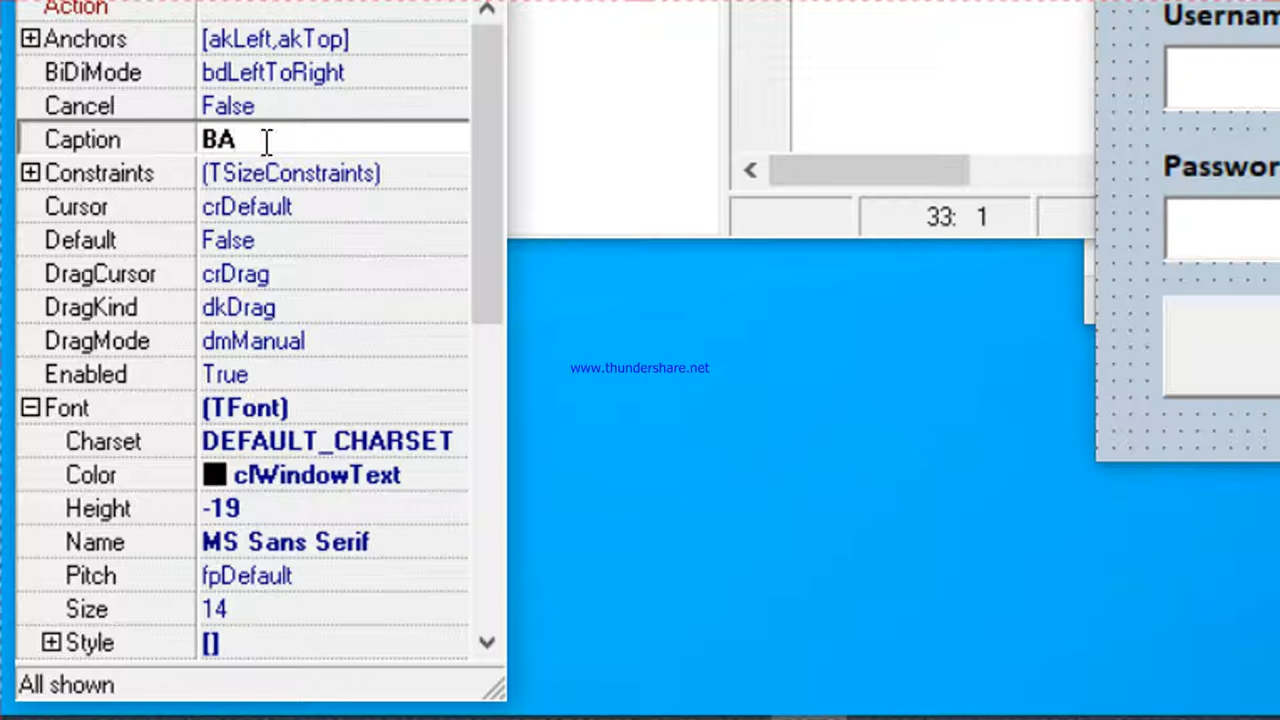 Action
Anchors [akLeft,akTop]
BiDiMode bdLeftToRight
Cancel False
Caption BA
Constraints (TSizeConstraints)
Cursor crDefault
Default False
DragCursor crDrag
DragKind dkDrag
DragMode dmManual
Enabled True
Font (TFont)
Charset DEFAULT_CHARSET
Color clWindowText
Height -19
Name MS Sans Serif
Pitch fpDefault
Size 14
Style []
All shown
33: 1
www.thundershare.net
Usernam
Passwor